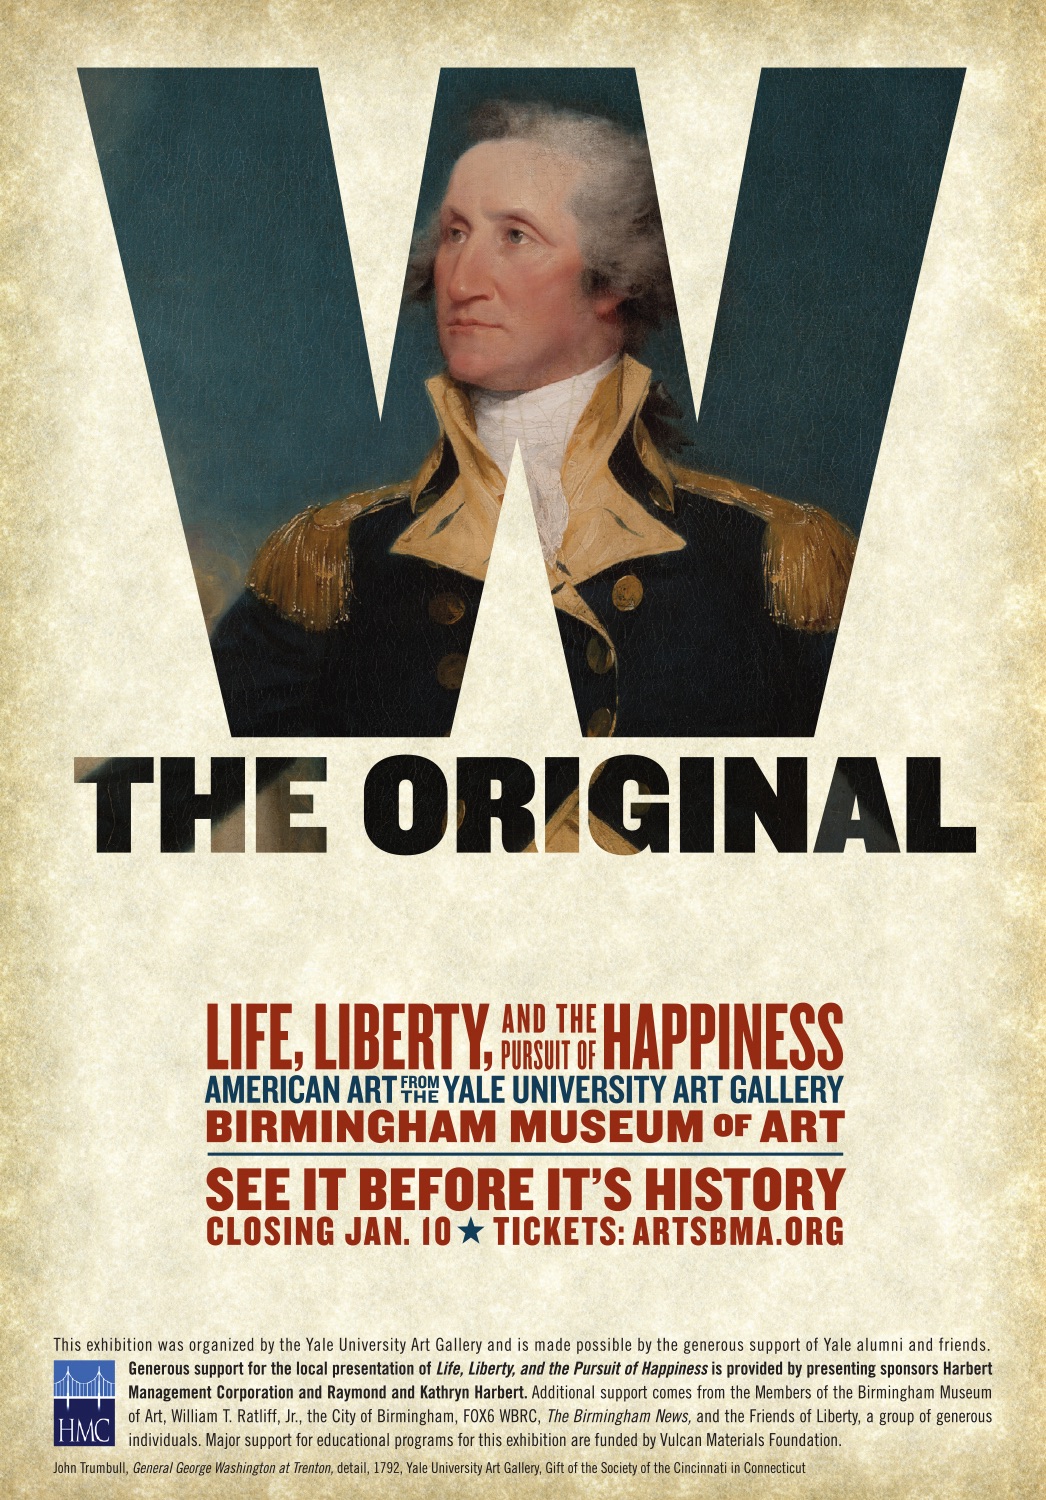 W
THE ORIGINAL
LIFE, LIBERTY, AND THE PURSUIT OF HAPPINESS
AMERICAN ART FROM THE YALE UNIVERSITY ART GALLERY
BIRMINGHAM MUSEUM OF ART
SEE IT BEFORE IT'S HISTORY
CLOSING JAN. 10 ★ TICKETS: ARTSBMA.ORG
This exhibition was organized by the Yale University Art Gallery and is made possible by the generous support of Yale alumni and friends.
Generous support for the local presentation of Life, Liberty, and the Pursuit of Happiness is provided by presenting sponsors Harbert
Management Corporation and Raymond and Kathryn Harbert. Additional support comes from the Members of the Birmingham Museum
of Art, William T. Ratliff, Jr., the City of Birmingham, FOX6 WBRC, The Birmingham News, and the Friends of Liberty, a group of generous
individuals. Major support for educational programs for this exhibition are funded by Vulcan Materials Foundation.
HMC
John Trumbull, General George Washington at Trenton, detail, 1792, Yale University Art Gallery, Gift of the Society of the Cincinnati in Connecticut